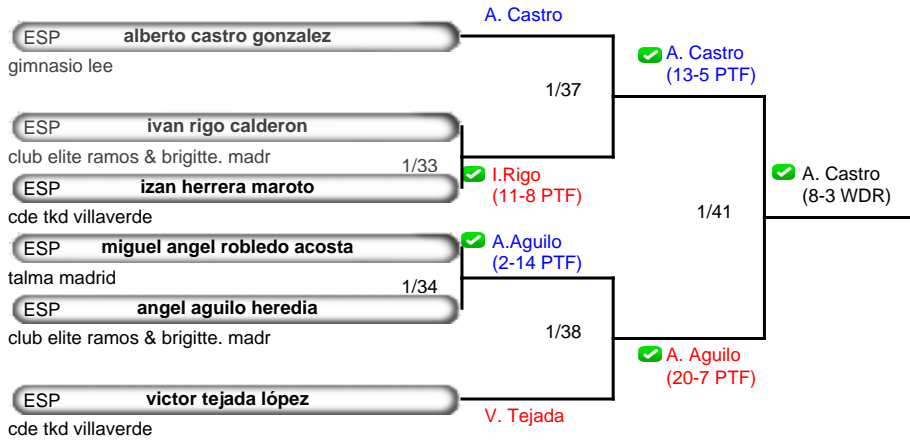 A. Castro
ESP alberto castro gonzalez
gimnasio lee
A. Castro
(13-5 PTF)
1/37
ESP ivan rigo calderon
club elite ramos & brigitte. madr
1/33
I.Rigo
(11-8 PTF)
ESP izan herrera maroto
cde tkd villaverde
A. Castro
(8-3 WDR)
1/41
ESP miguel angel robledo acosta
talma madrid
A.Aguilo
(2-14 PTF)
1/34
ESP angel aguilo heredia
club elite ramos & brigitte. madr
1/38
A. Aguilo
(20-7 PTF)
ESP victor tejada lópez
V. Tejada
cde tkd villaverde